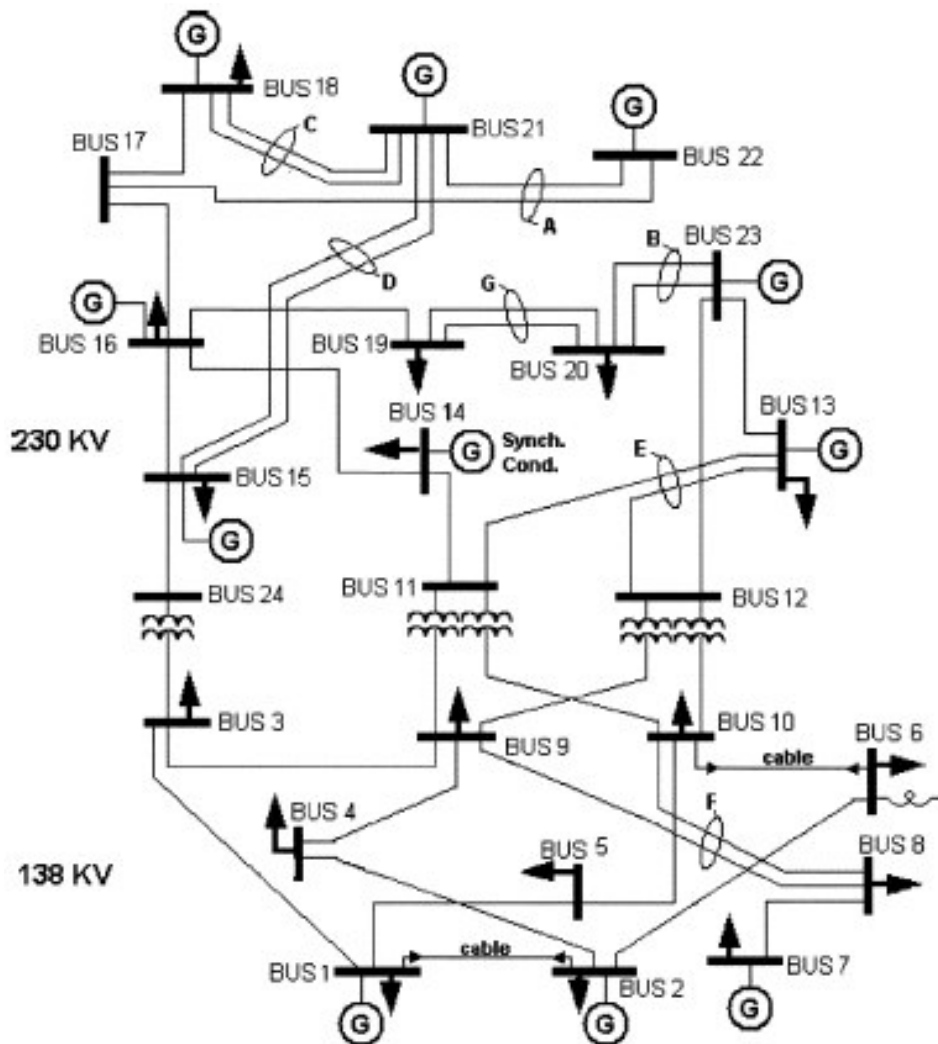 G
G
G
BUS 18
BUS 21
BUS 22
C
BUS 17
A
BUS 23
B
G
D
G
G
BUS 16
BUS 19
BUS 20
BUS 14
BUS 13
230 KV
G
Synch.
Cond.
E
G
BUS 15
G
BUS 24
BUS 11
BUS 12
BUS 3
BUS 9
BUS 10
BUS 6
cable
BUS 4
F
BUS 5
BUS 8
138 KV
cable
BUS 1
BUS 2
BUS 7
G
G
G